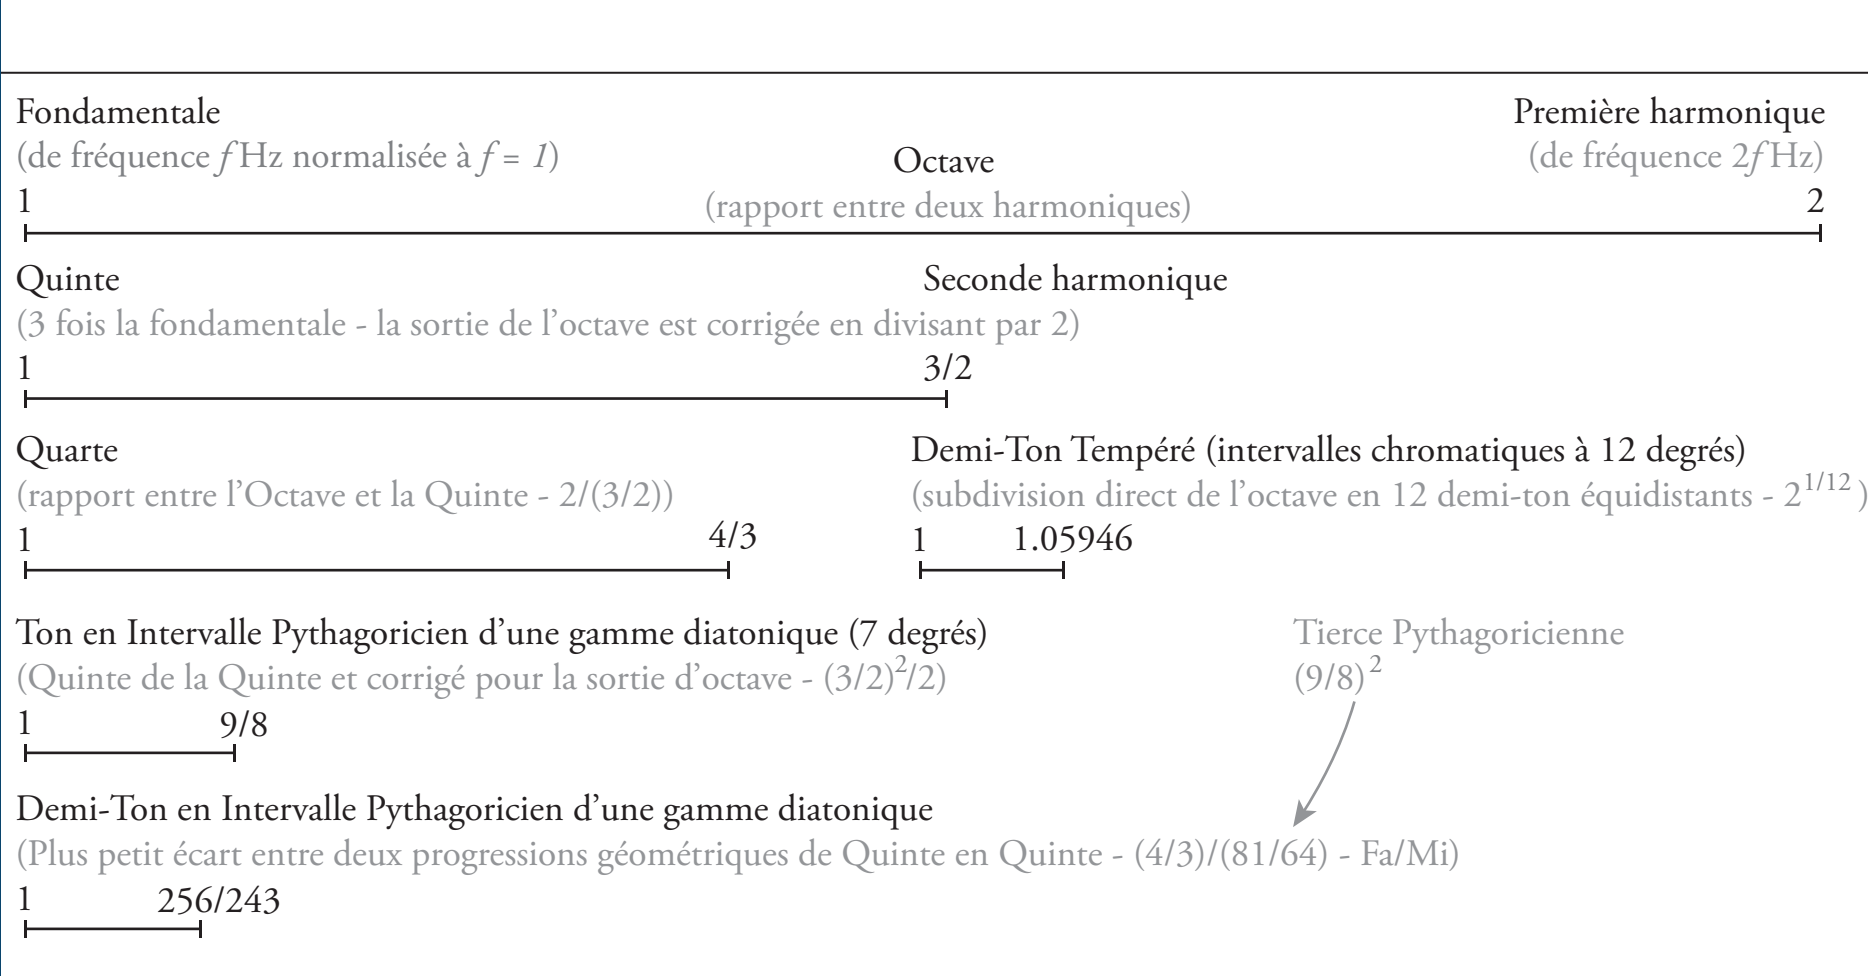 Fondamentale
Première harmonique
(de fréquence f Hz normalisée à f = 1)
Octave
(de fréquence 2f Hz)
1
(rapport entre deux harmoniques)
2
Quinte
Seconde harmonique
(3 fois la fondamentale - la sortie de l'octave est corrigée en divisant par 2)
1
3/2
Quarte
(rapport entre l'Octave et la Quinte - 2/(3/2))
1
4/3
Demi-Ton Tempéré (intervalles chromatiques à 12 degrés)
(subdivision direct de l'octave en 12 demi-ton équidistants - 2^1/12)
1
1.05946
Ton en Intervalle Pythagoricien d'une gamme diatonique (7 degrés)
(Quinte de la Quinte et corrigé pour la sortie d'octave - (3/2)²/2)
1
9/8
Tierce Pythagoricienne
(9/8)²
Demi-Ton en Intervalle Pythagoricien d'une gamme diatonique
(Plus petit écart entre deux progressions géométriques de Quinte en Quinte - (4/3)/(81/64) - Fa/Mi)
1
256/243